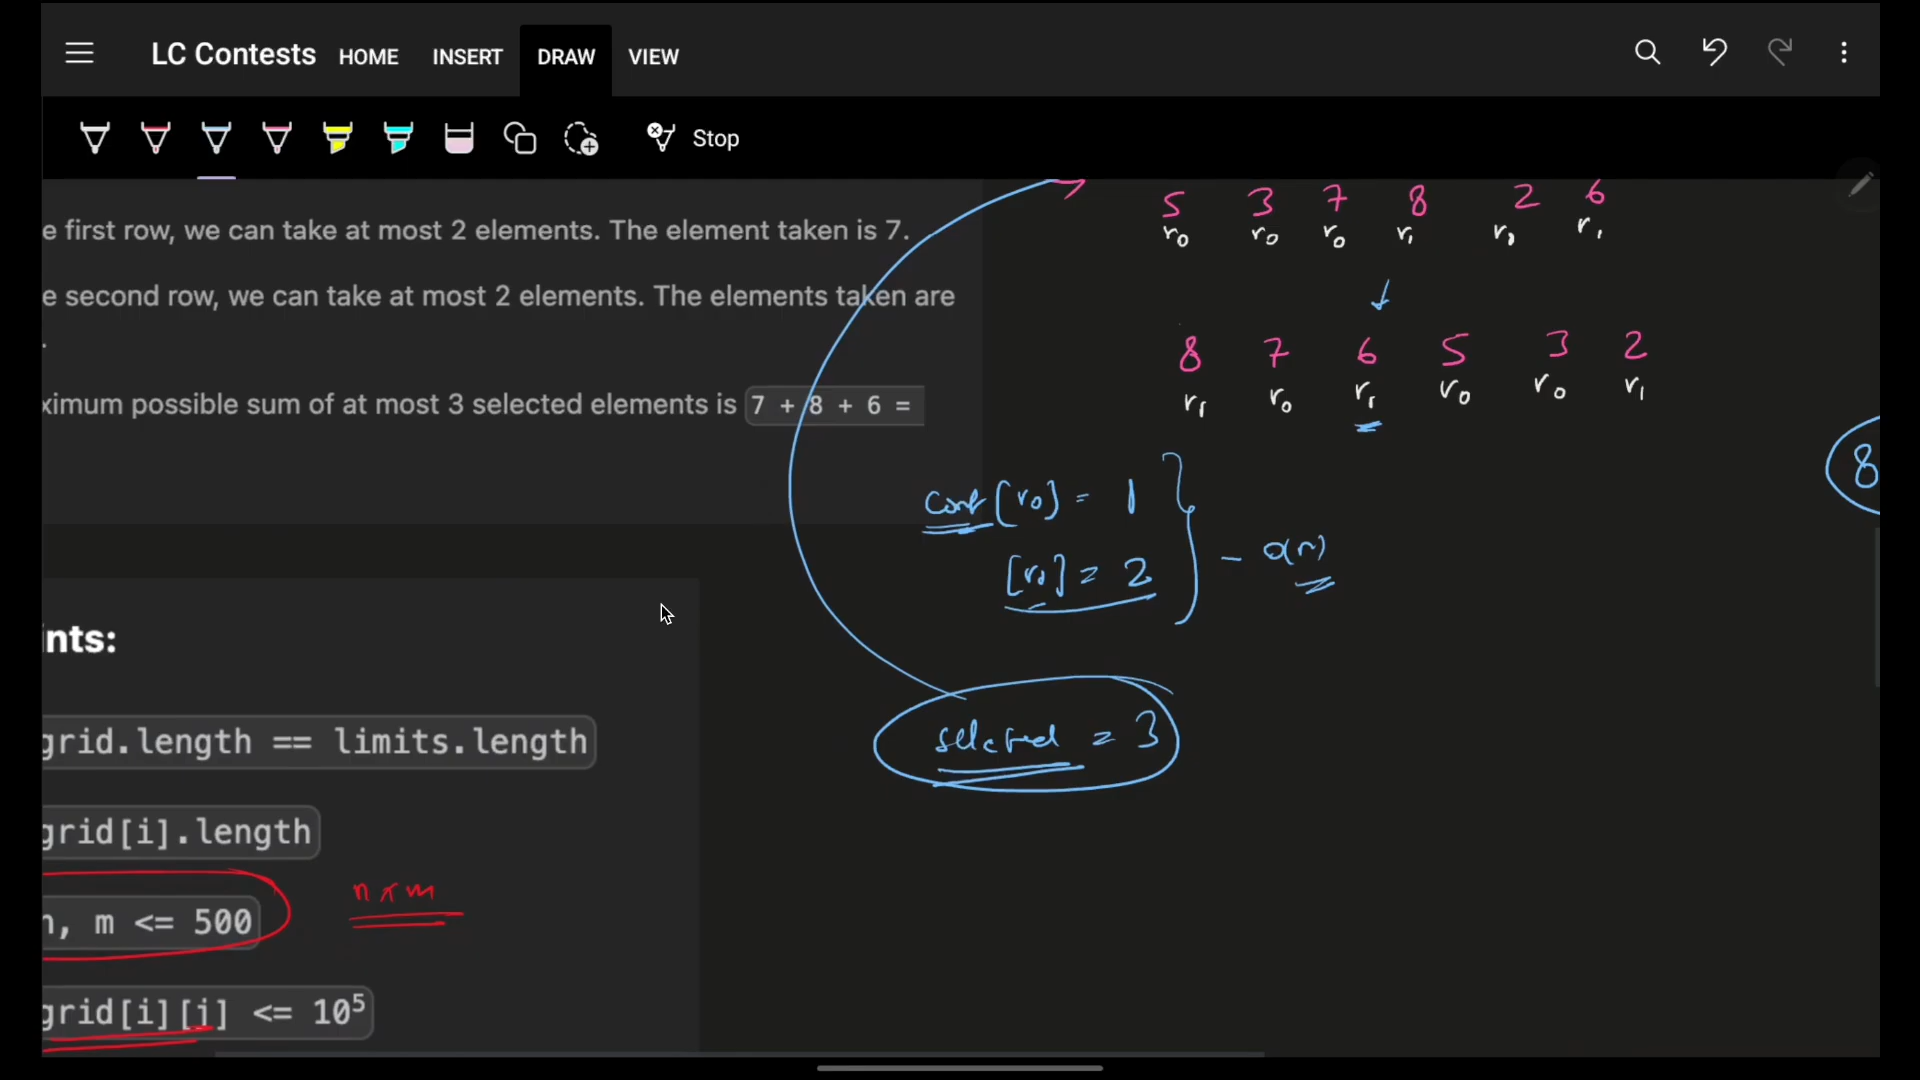 LC Contests HOME INSERT DRAW VIEW
Stop
e first row, we can take at most 2 elements. The element taken is 7.
e second row, we can take at most 2 elements. The elements taken are
.
ximum possible sum of at most 3 selected elements is 7 + 8 + 6 =
5 3 7 8 2 6
r0 r0 r0 r1 r1 r1
8 7 6 5 3 2
r1 r0 r1 r0 r0 r1
8
[r0] = 1
[r1] = 2
- O(n)
selected = 3
ints:
grid.length == limits.length
grid[i].length
n, m <= 500
n x m
grid[i][j] <= 10⁵